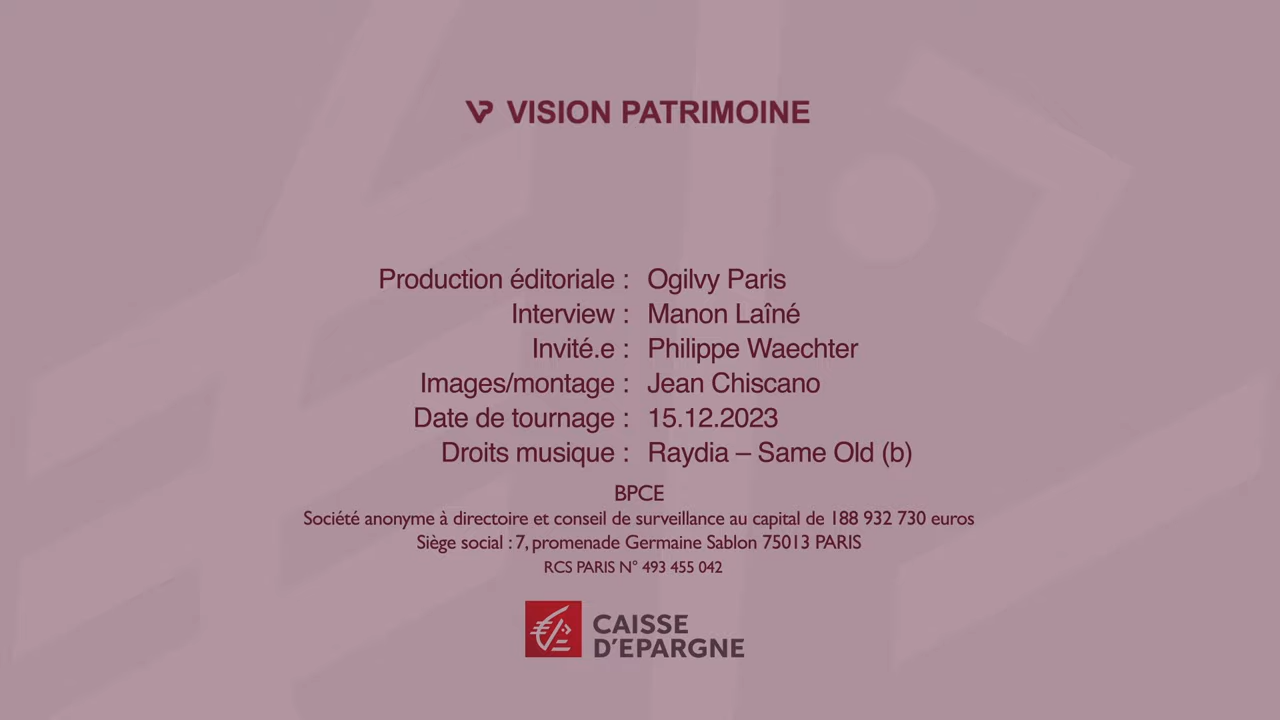 VP VISION PATRIMOINE
Production éditoriale : Ogilvy Paris
Interview : Manon Laîné
Invité.e : Philippe Waechter
Images/montage : Jean Chiscano
Date de tournage : 15.12.2023
Droits musique : Raydia – Same Old (b)
BPCE
Société anonyme à directoire et conseil de surveillance au capital de 188 932 730 euros
Siège social : 7, promenade Germaine Sablon 75013 PARIS
RCS PARIS N° 493 455 042
CAISSE
D'EPARGNE